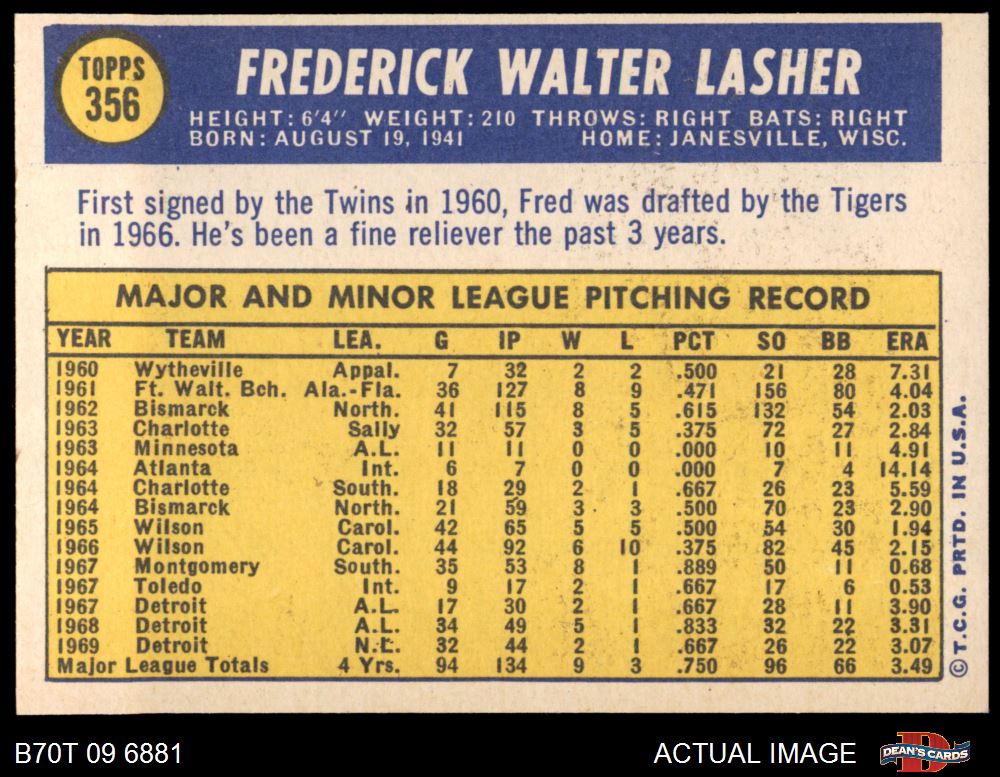 TOPPS
356
FREDERICK WALTER LASHER
HEIGHT: 6'4" WEIGHT: 210 THROWS: RIGHT BATS: RIGHT
BORN: AUGUST 19, 1941 HOME: JANESVILLE, WISC.
First signed by the Twins in 1960, Fred was drafted by the Tigers
in 1966. He's been a fine reliever the past 3 years.
MAJOR AND MINOR LEAGUE PITCHING RECORD
YEAR TEAM LEA. G IP W L PCT SO BB ERA
1960 Wytheville Appal. 7 32 2 2 .500 21 28 7.31
1961 Ft. Walt. Bch. Ala.-Fla. 36 127 8 9 .471 156 80 4.04
1962 Bismarck North. 41 115 8 5 .615 132 54 2.03
1963 Charlotte Sally 32 57 3 5 .375 72 27 2.84
1963 Minnesota A.L. 11 11 0 0 .000 10 11 4.91
1964 Atlanta Int. 6 7 0 0 .000 7 4 14.14
1964 Charlotte South. 18 29 2 1 .667 26 23 5.59
1964 Bismarck North. 21 59 3 3 .500 70 23 2.90
1965 Wilson Carol. 42 65 5 5 .500 54 30 1.94
1966 Wilson Carol. 44 92 6 10 .375 82 45 2.15
1967 Montgomery South. 35 53 8 1 .889 50 11 0.68
1967 Toledo Int. 9 17 2 1 .667 17 6 0.53
1967 Detroit A.L. 17 30 2 1 .667 28 11 3.90
1968 Detroit A.L. 34 49 5 1 .833 32 22 3.31
1969 Detroit N.L. 32 44 2 1 .667 26 22 3.07
Major League Totals 4 Yrs. 94 134 9 3 .750 96 66 3.49
© T.C.G. PRTD. IN U.S.A.
B70T 09 6881 ACTUAL IMAGE
D
DEAN'S CARDS